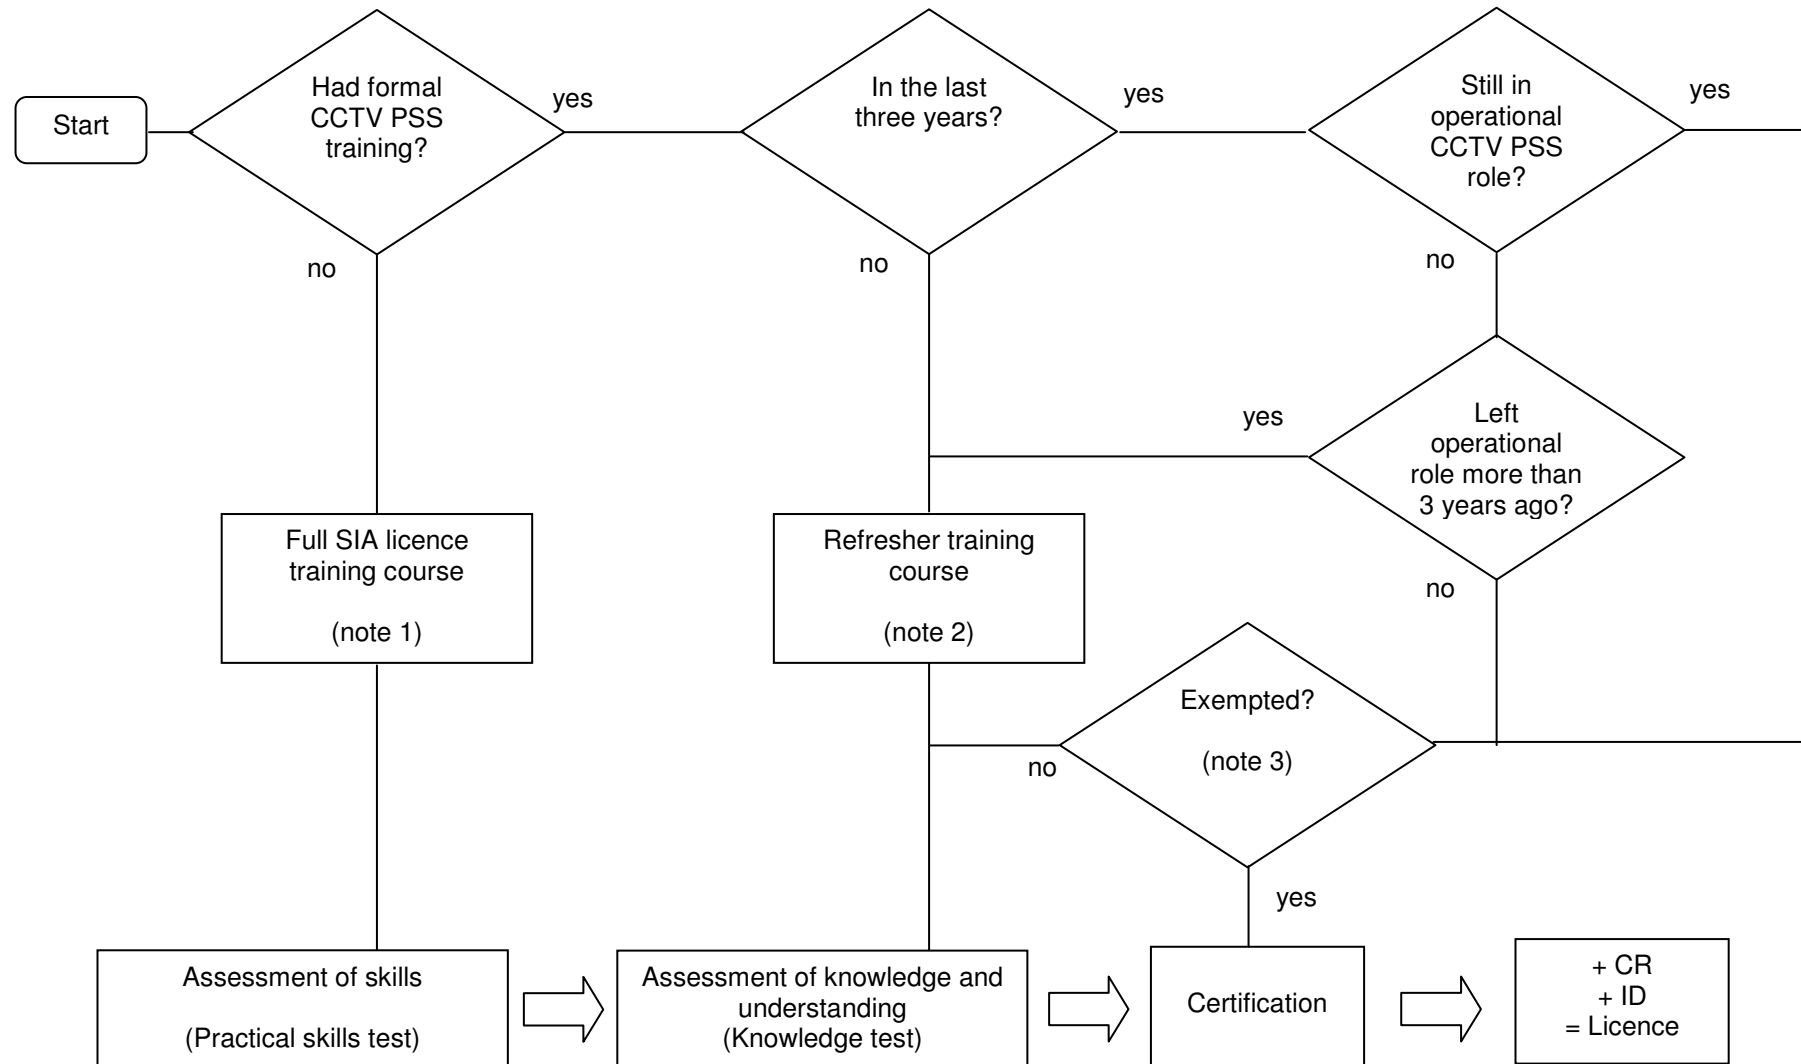 Start
Had formal
CCTV PSS
training?
yes
In the last
three years?
yes
Still in
operational
CCTV PSS
role?
yes
no
no
no
yes
Left
operational
role more than
3 years ago?
no
Full SIA licence
training course
(note 1)
Refresher training
course
(note 2)
Exempted?
(note 3)
no
yes
Assessment of skills
(Practical skills test)
Assessment of knowledge and
understanding
(Knowledge test)
Certification
+ CR
+ ID
= Licence